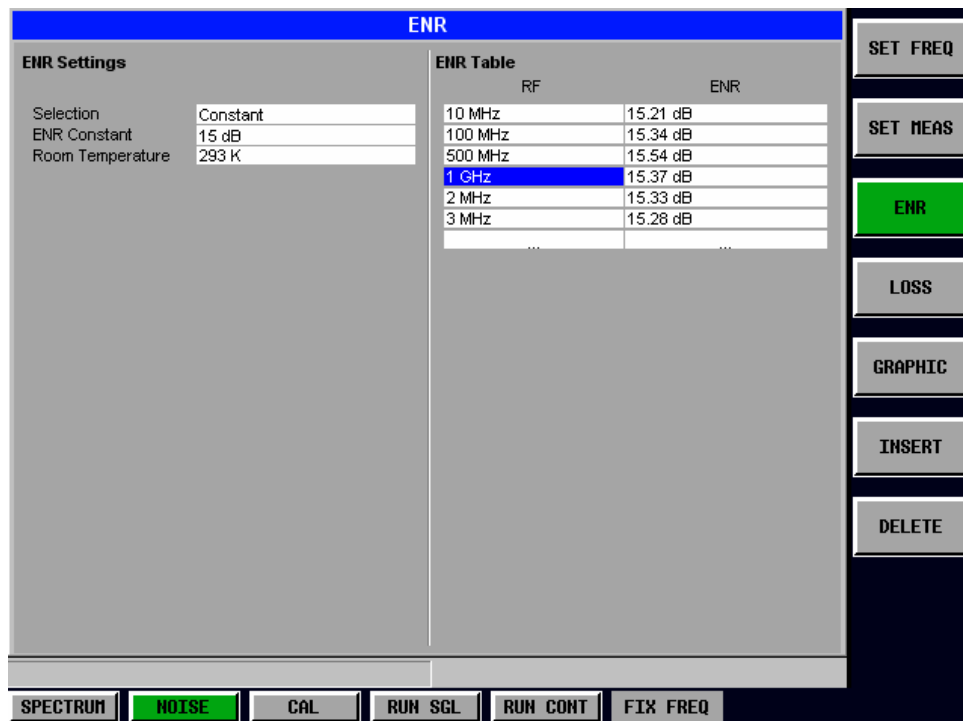 ENR
ENR Settings
Selection Constant
ENR Constant 15 dB
Room Temperature 293 K
ENR Table
RF ENR
10 MHz 15.21 dB
100 MHz 15.34 dB
500 MHz 15.54 dB
1 GHz 15.37 dB
2 MHz 15.33 dB
3 MHz 15.28 dB
... ...
SET FREQ
SET MEAS
ENR
LOSS
GRAPHIC
INSERT
DELETE
SPECTRUM NOISE CAL RUN SGL RUN CONT FIX FREQ